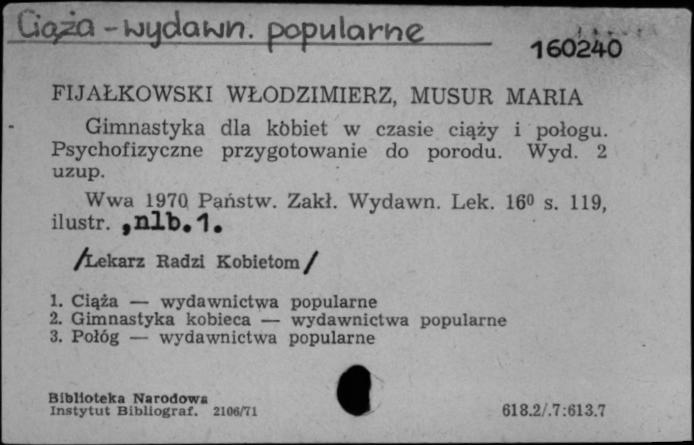 Ciąża - wydawn. popularne
160240
FIJAŁKOWSKI WŁODZIMIERZ, MUSUR MARIA
Gimnastyka dla kobiet w czasie ciąży i połogu.
Psychofizyczne przygotowanie do porodu. Wyd. 2
uzup.
Wwa 1970 Państw. Zakł. Wydawn. Lek. 16⁰ s. 119,
ilustr. ,nlb.1.
/Lekarz Radzi Kobietom/
1. Ciąża — wydawnictwa popularne
2. Gimnastyka kobieca — wydawnictwa popularne
3. Połóg — wydawnictwa popularne
Biblioteka Narodowa
Instytut Bibliograf. 2106/71
618.2/.7:613.7